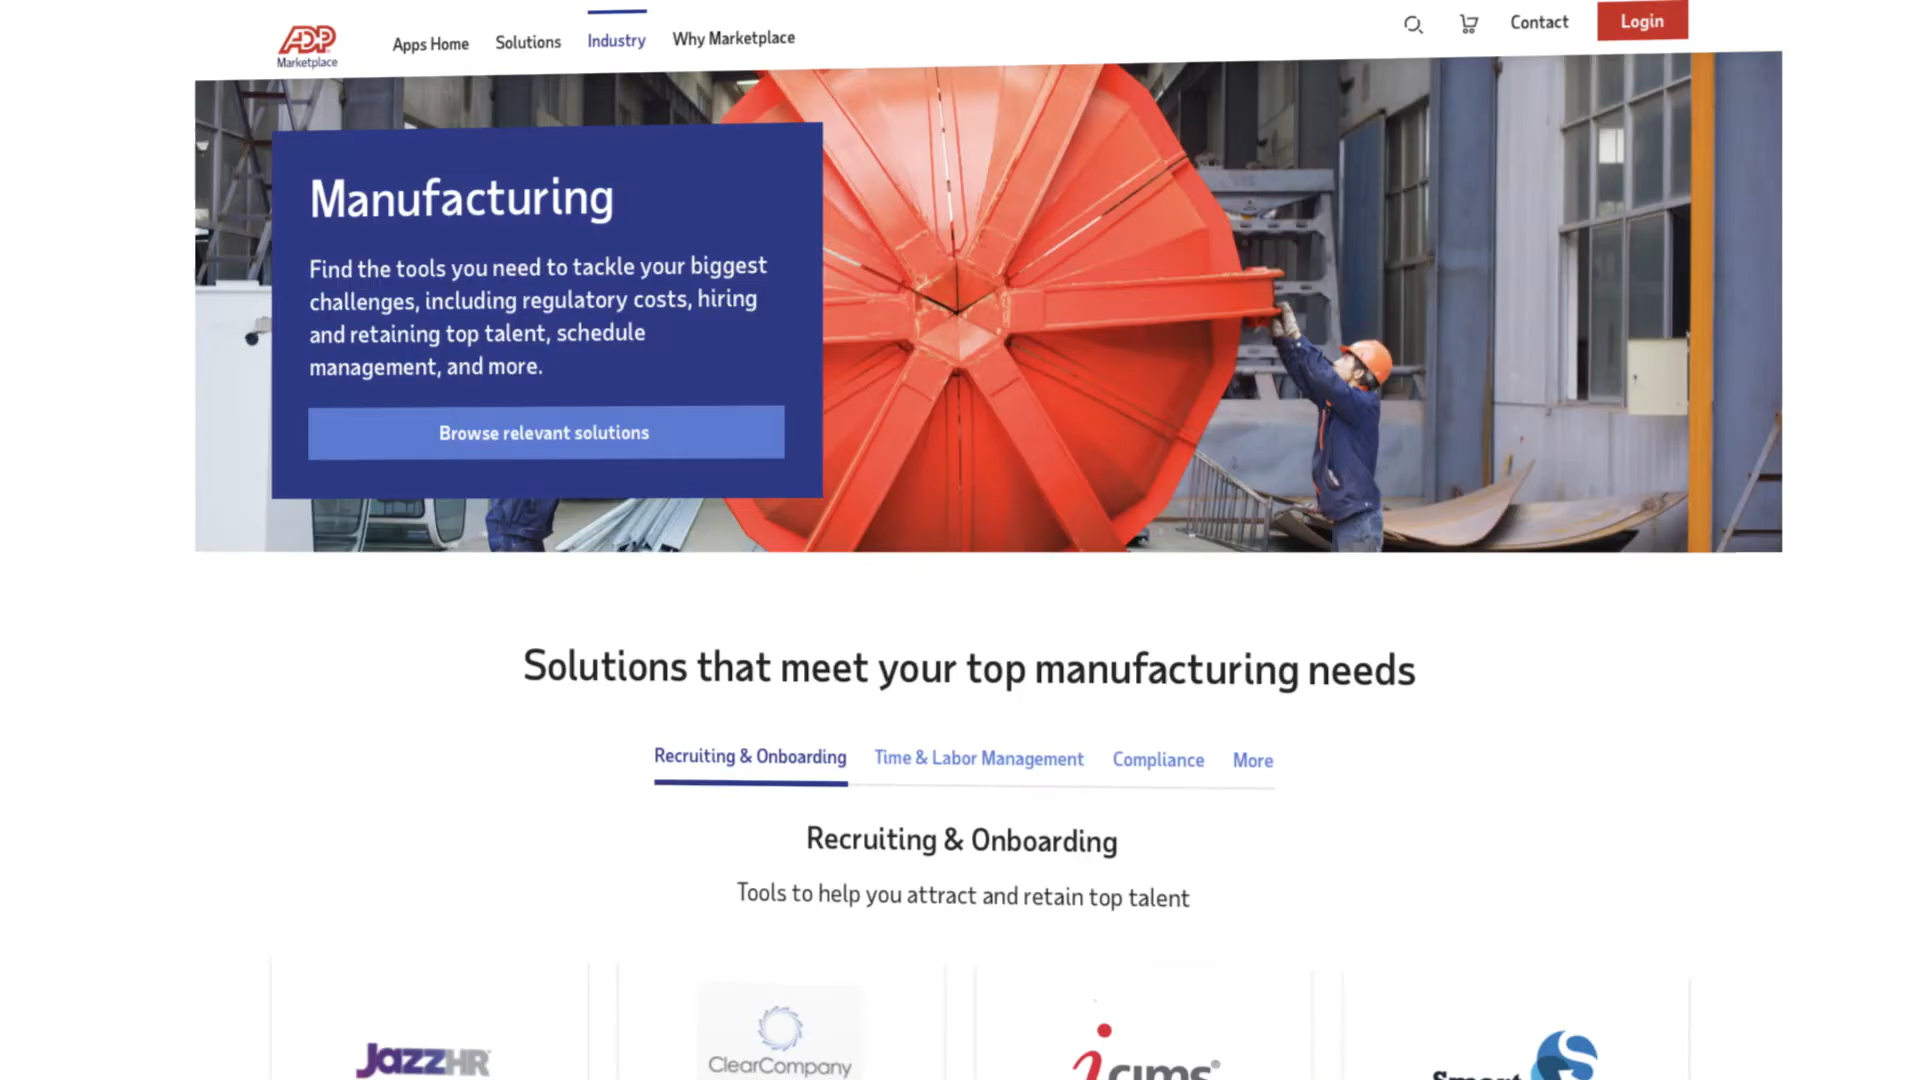 ADP
Marketplace
Apps Home
Solutions
Industry
Why Marketplace
Contact
Login
Manufacturing
Find the tools you need to tackle your biggest
challenges, including regulatory costs, hiring
and retaining top talent, schedule
management, and more.
Browse relevant solutions
Solutions that meet your top manufacturing needs
Recruiting & Onboarding
Time & Labor Management
Compliance
More
Recruiting & Onboarding
Tools to help you attract and retain top talent
JazzHR
ClearCompany
icims®
Smart